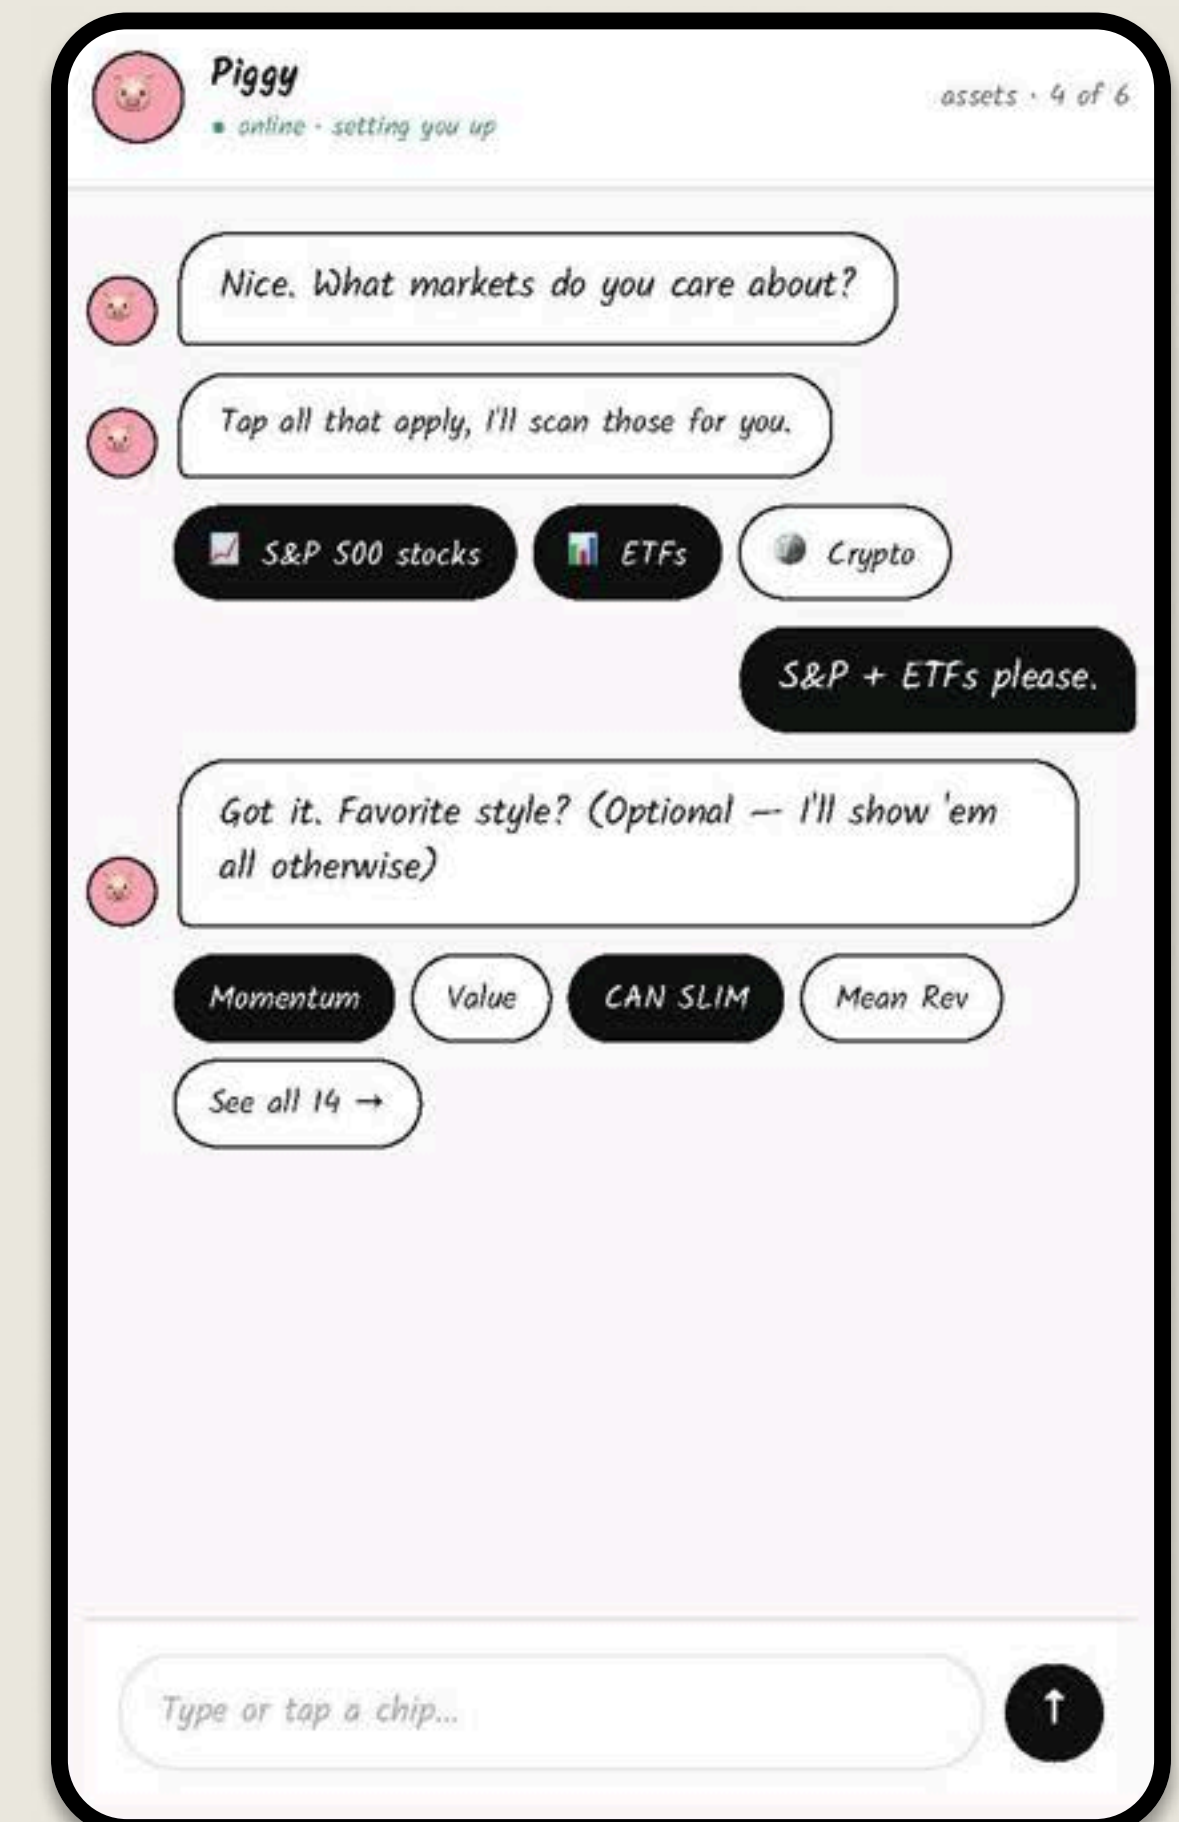 Piggy
assets · 4 of 6
online · setting you up
Nice. What markets do you care about?
Tap all that apply, I'll scan those for you.
S&P 500 stocks
ETFs
Crypto
S&P + ETFs please.
Got it. Favorite style? (Optional — I'll show 'em
all otherwise)
Momentum
Value
CAN SLIM
Mean Rev
See all 14 →
Type or tap a chip...